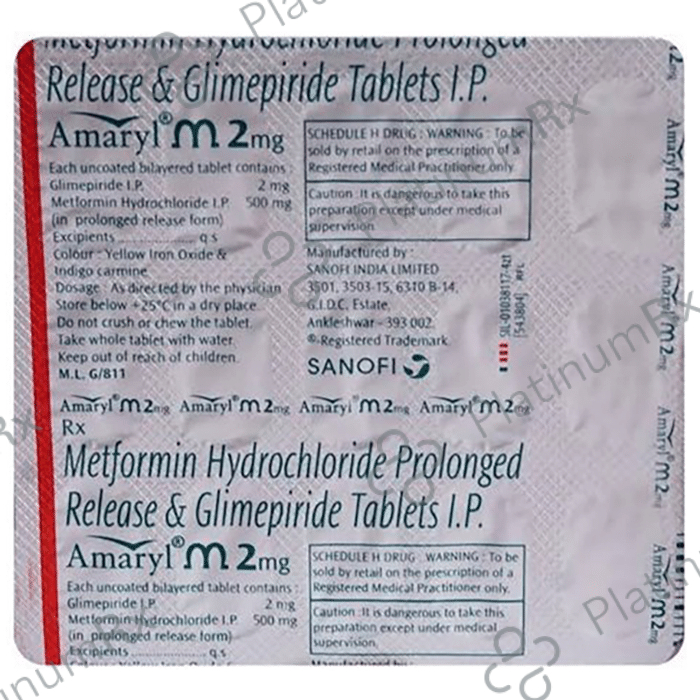 Metformin Hydrochloride Prolonged
Release & Glimepiride Tablets I.P.
Amaryl® M 2mg
Each uncoated bilayered tablet contains :
Glimepiride I.P. 2 mg
Metformin Hydrochloride I.P. 500 mg
(in prolonged release form)
Excipients ........................ q s
Colour : Yellow Iron Oxide &
Indigo carmine
Dosage : As directed by the physician
Store below +25°C in a dry place.
Do not crush or chew the tablet.
Take whole tablet with water.
Keep out of reach of children.
M.L. G/811
SCHEDULE H DRUG : WARNING : To be
sold by retail on the prescription of a
Registered Medical Practitioner only.
Caution : It is dangerous to take this
preparation except under medical
supervision.
Manufactured by :
SANOFI INDIA LIMITED
3501, 3503-15, 6310 B-14,
G.I.D.C. Estate,
Ankleshwar - 393 002.
®-Registered Trademark
SANOFI
Amaryl® M 2mg Amaryl® M 2mg Amaryl® M 2mg Amaryl® M 2mg
Rx
Metformin Hydrochloride Prolonged
Release & Glimepiride Tablets I.P.
Amaryl® M 2mg
Each uncoated bilayered tablet contains :
Glimepiride I.P. 2 mg
Metformin Hydrochloride I.P. 500 mg
(in prolonged release form)
Excipients ........................ q.s
SCHEDULE H DRUG : WARNING : To be
sold by retail on the prescription of a
Registered Medical Practitioner only.
Caution : It is dangerous to take this
preparation except under medical
supervision.
Manufactured by :
Amaryl® M 2mg
Amaryl® M 2mg
Amaryl® M 2mg
Amaryl® M 2mg
PlatinumRx
PlatinumRx
PlatinumRx